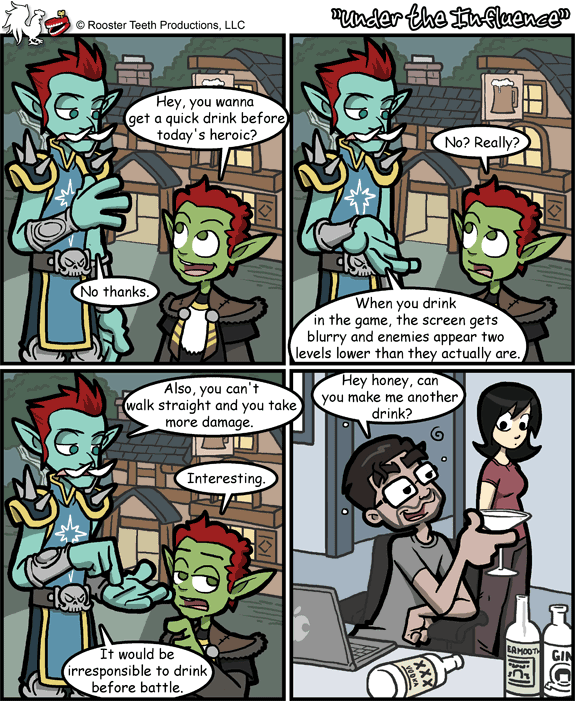 © Rooster Teeth Productions, LLC
"Under the Influence"
Hey, you wanna
get a quick drink before
today's heroic?
No thanks.
No? Really?
When you drink
in the game, the screen gets
blurry and enemies appear two
levels lower than they actually are.
Also, you can't
walk straight and you take
more damage.
Interesting.
It would be
irresponsible to drink
before battle.
Hey honey, can
you make me another
drink?
XXX
VODKA
GIN